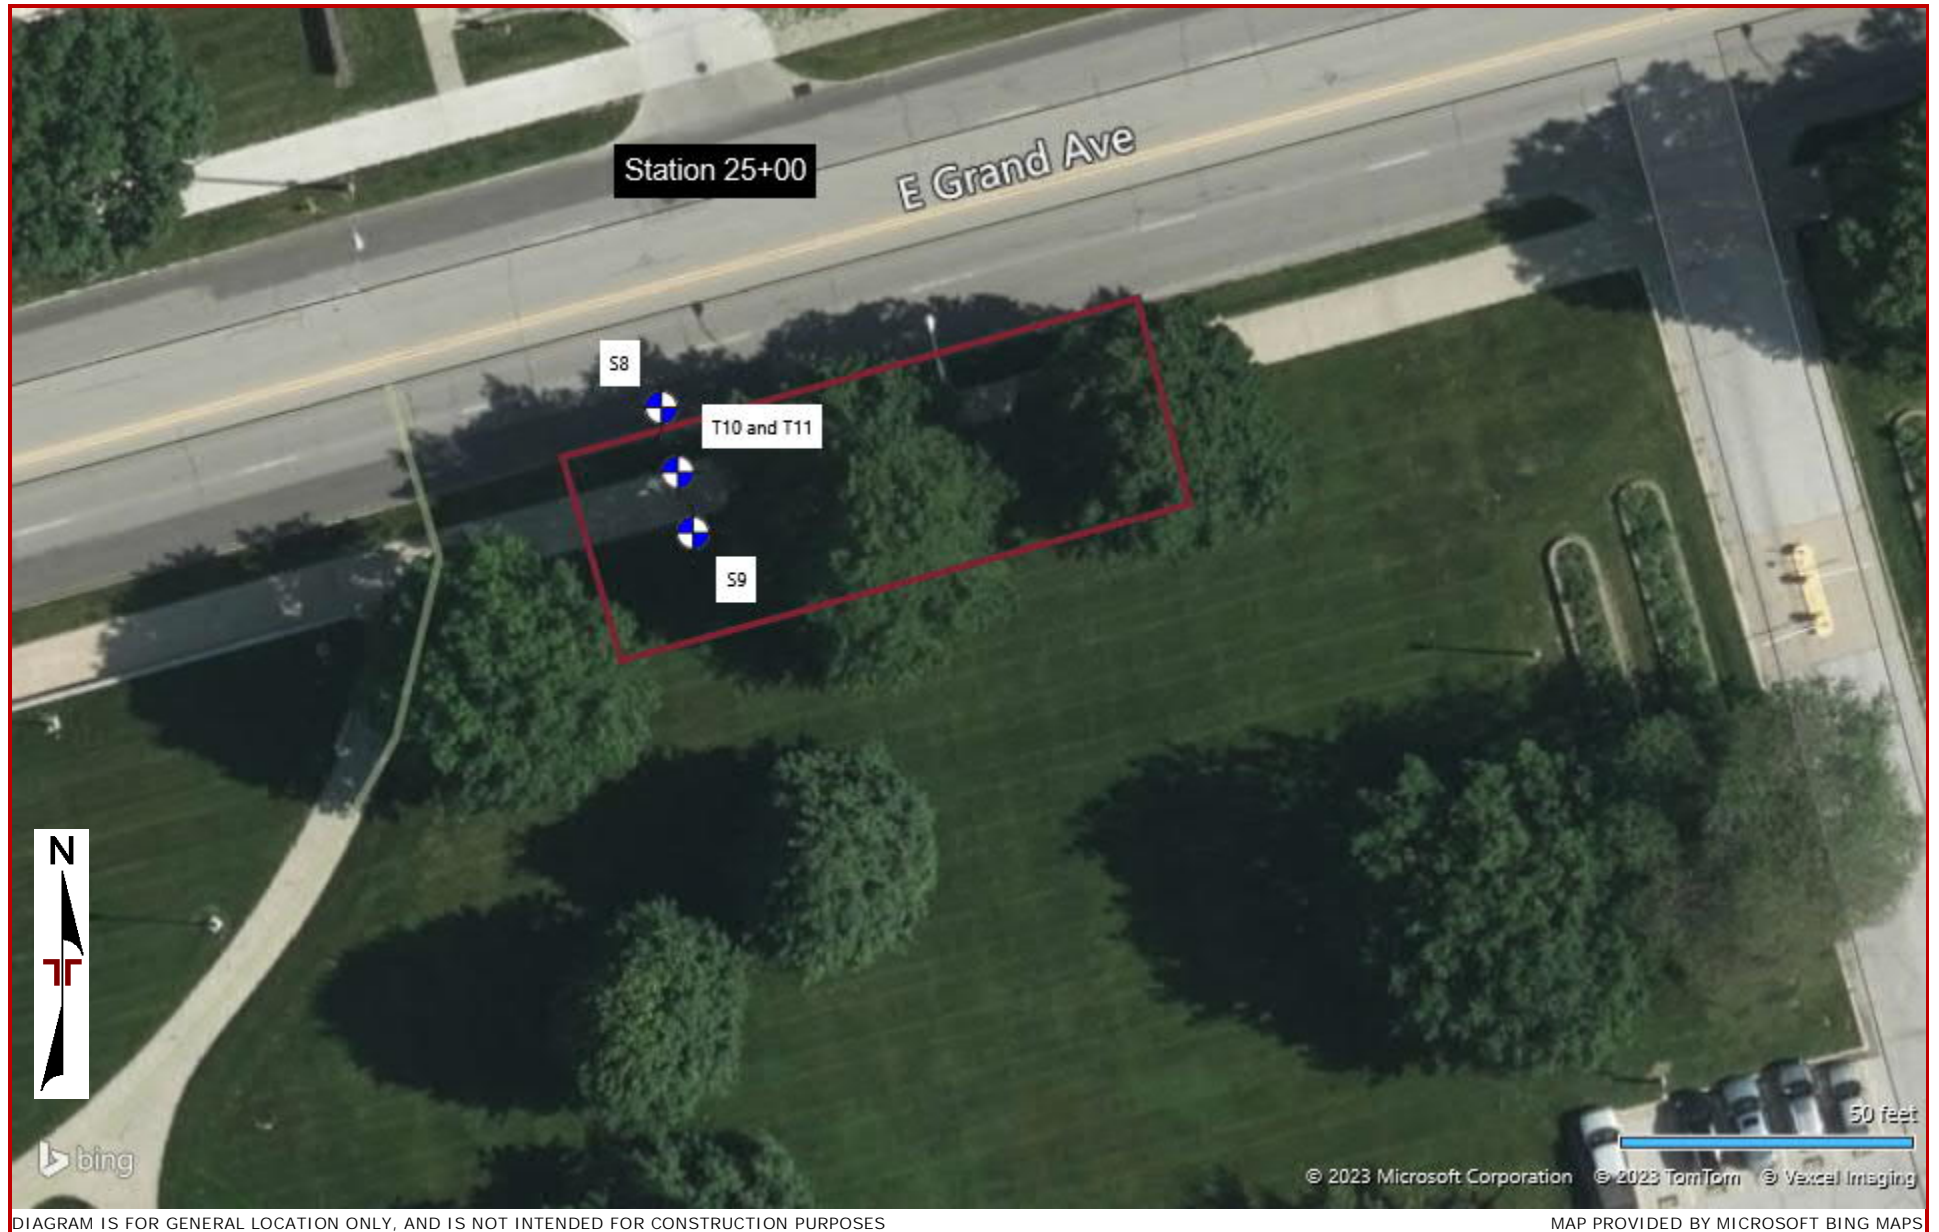 Station 25+00
E Grand Ave
S8
T10 and T11
S9
N
bing
50 feet
© 2023 Microsoft Corporation © 2023 TomTom © Vexcel Imaging
DIAGRAM IS FOR GENERAL LOCATION ONLY, AND IS NOT INTENDED FOR CONSTRUCTION PURPOSES
MAP PROVIDED BY MICROSOFT BING MAPS